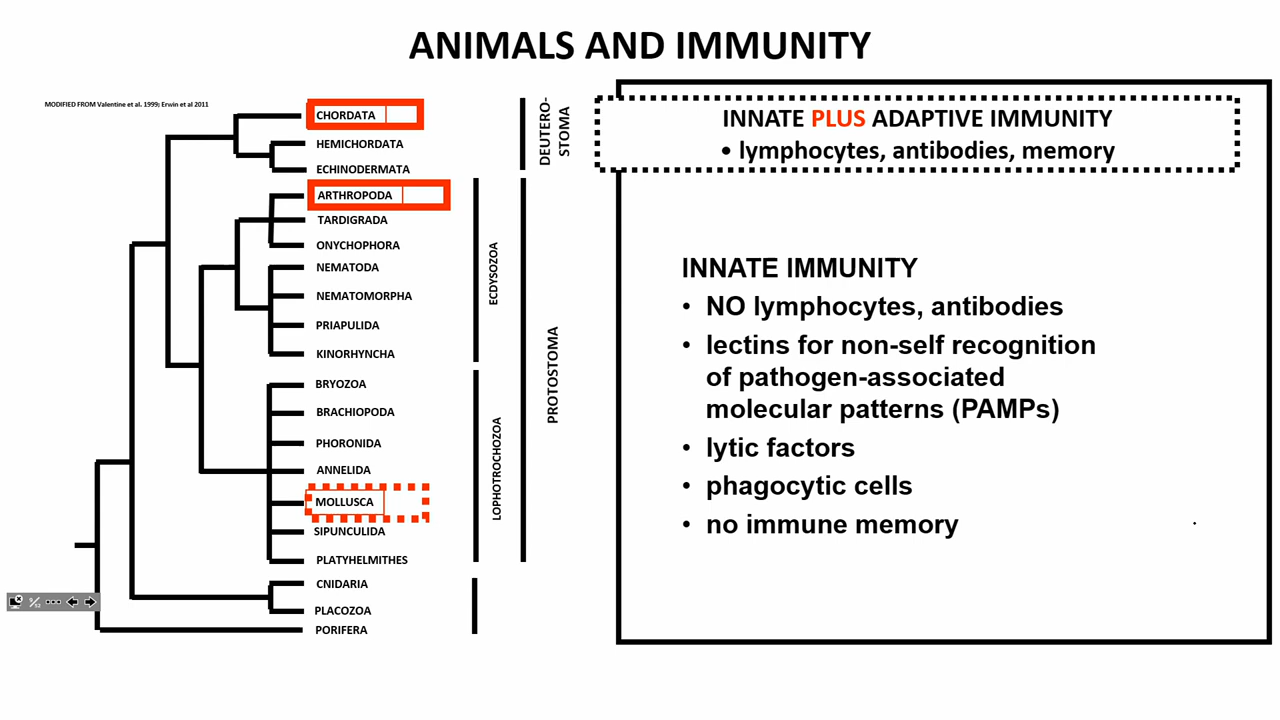 ANIMALS AND IMMUNITY
MODIFIED FROM Valentine et al. 1999; Erwin et al 2011
CHORDATA
HEMICHORDATA
ECHINODERMATA
ARTHROPODA
TARDIGRADA
ONYCHOPHORA
NEMATODA
NEMATOMORPHA
PRIAPULIDA
KINORHYNCHA
BRYOZOA
BRACHIOPODA
PHORONIDA
ANNELIDA
MOLLUSCA
SIPUNCULIDA
PLATYHELMITHES
CNIDARIA
PLACOZOA
PORIFERA
ECDYSOZOA
LOPHOTROCHOZOA
DEUTERO-
STOMA
PROTOSTOMA
INNATE PLUS ADAPTIVE IMMUNITY
• lymphocytes, antibodies, memory
INNATE IMMUNITY
• NO lymphocytes, antibodies
• lectins for non-self recognition
of pathogen-associated
molecular patterns (PAMPs)
• lytic factors
• phagocytic cells
• no immune memory